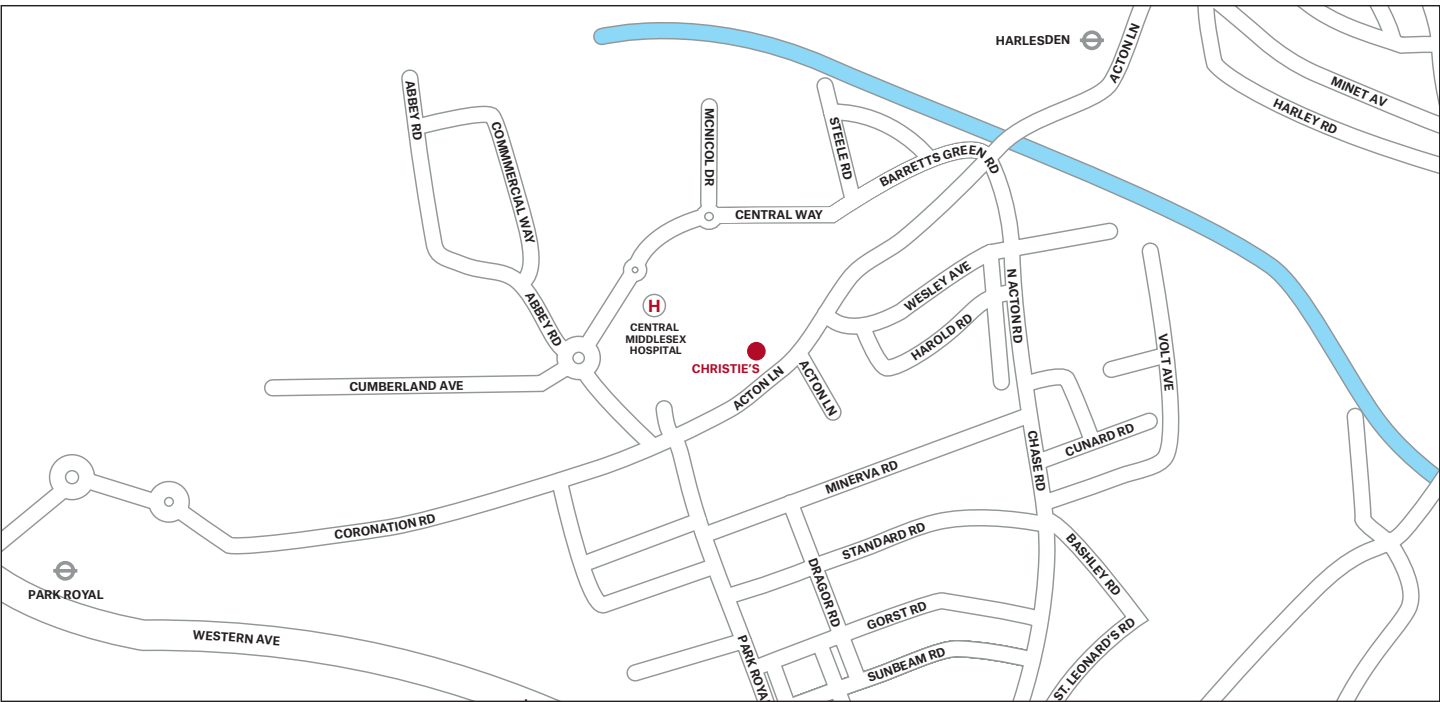 HARLESDEN
ACTON LN
MINET AV
HARLEY RD
ABBEY RD
COMMMERCIAL WAY
MCNICOL DR
STEELE RD
BARRETTS GREEN RD
CENTRAL WAY
ABBEY RD
H
CENTRAL
MIDDLESEX
HOSPITAL
CHRISTIE'S
WESLEY AVE
HAROLD RD
N ACTON RD
VOLT AVE
CUMBERLAND AVE
ACTON LN
ACTON LN
CUNARD RD
CHASE RD
MINERVA RD
CORONATION RD
STANDARD RD
BASHLEY RD
DRAGOR RD
PARK ROYAL
GORST RD
WESTERN AVE
PARK ROYA
SUNBEAM RD
ST. LEONARD'S RD